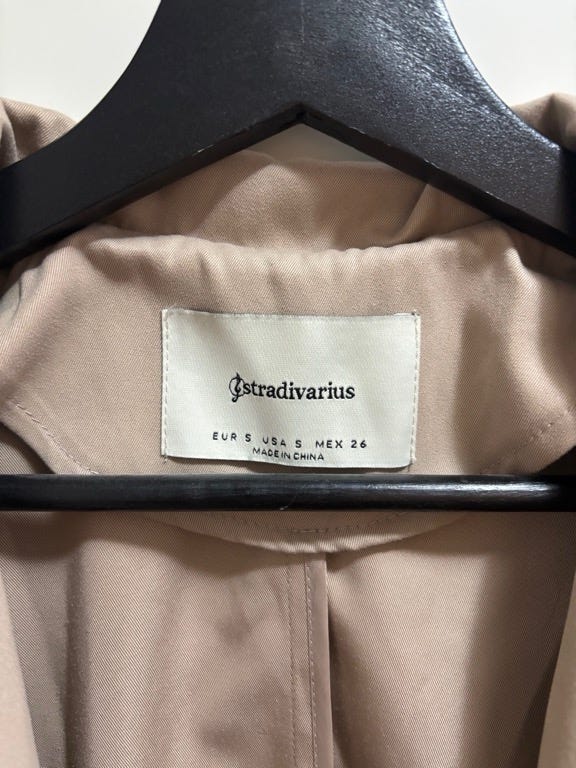 stradivarius
EUR S USA S MEX 26
MADE IN CHINA